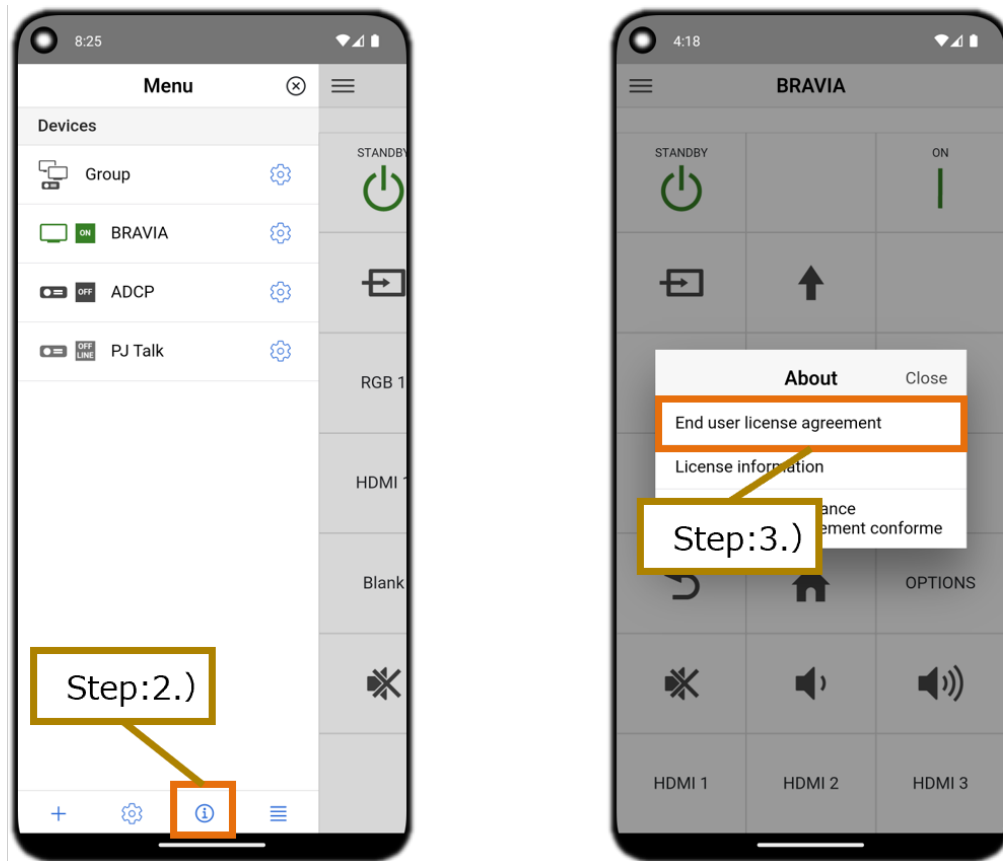 8:25
Menu
Devices
Group
ON BRAVIA
OFF ADCP
OFF LINE PJ Talk
STANDBY
RGB 1
HDMI 1
Blank
Step:2.)
4:18
BRAVIA
STANDBY
ON
About
Close
End user license agreement
License information
ance
ement conforme
Step:3.)
OPTIONS
HDMI 1
HDMI 2
HDMI 3